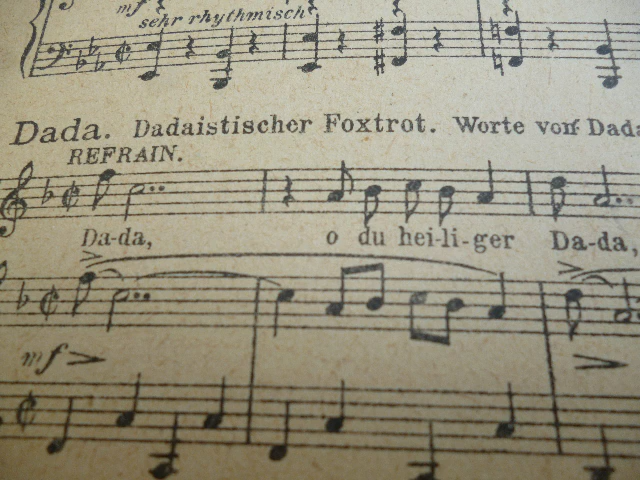 mf
sehr rhythmisch
Dada. Dadaistischer Foxtrot. Worte von Dada
REFRAIN.
Da-da, o du hei-li-ger Da-da,
mf